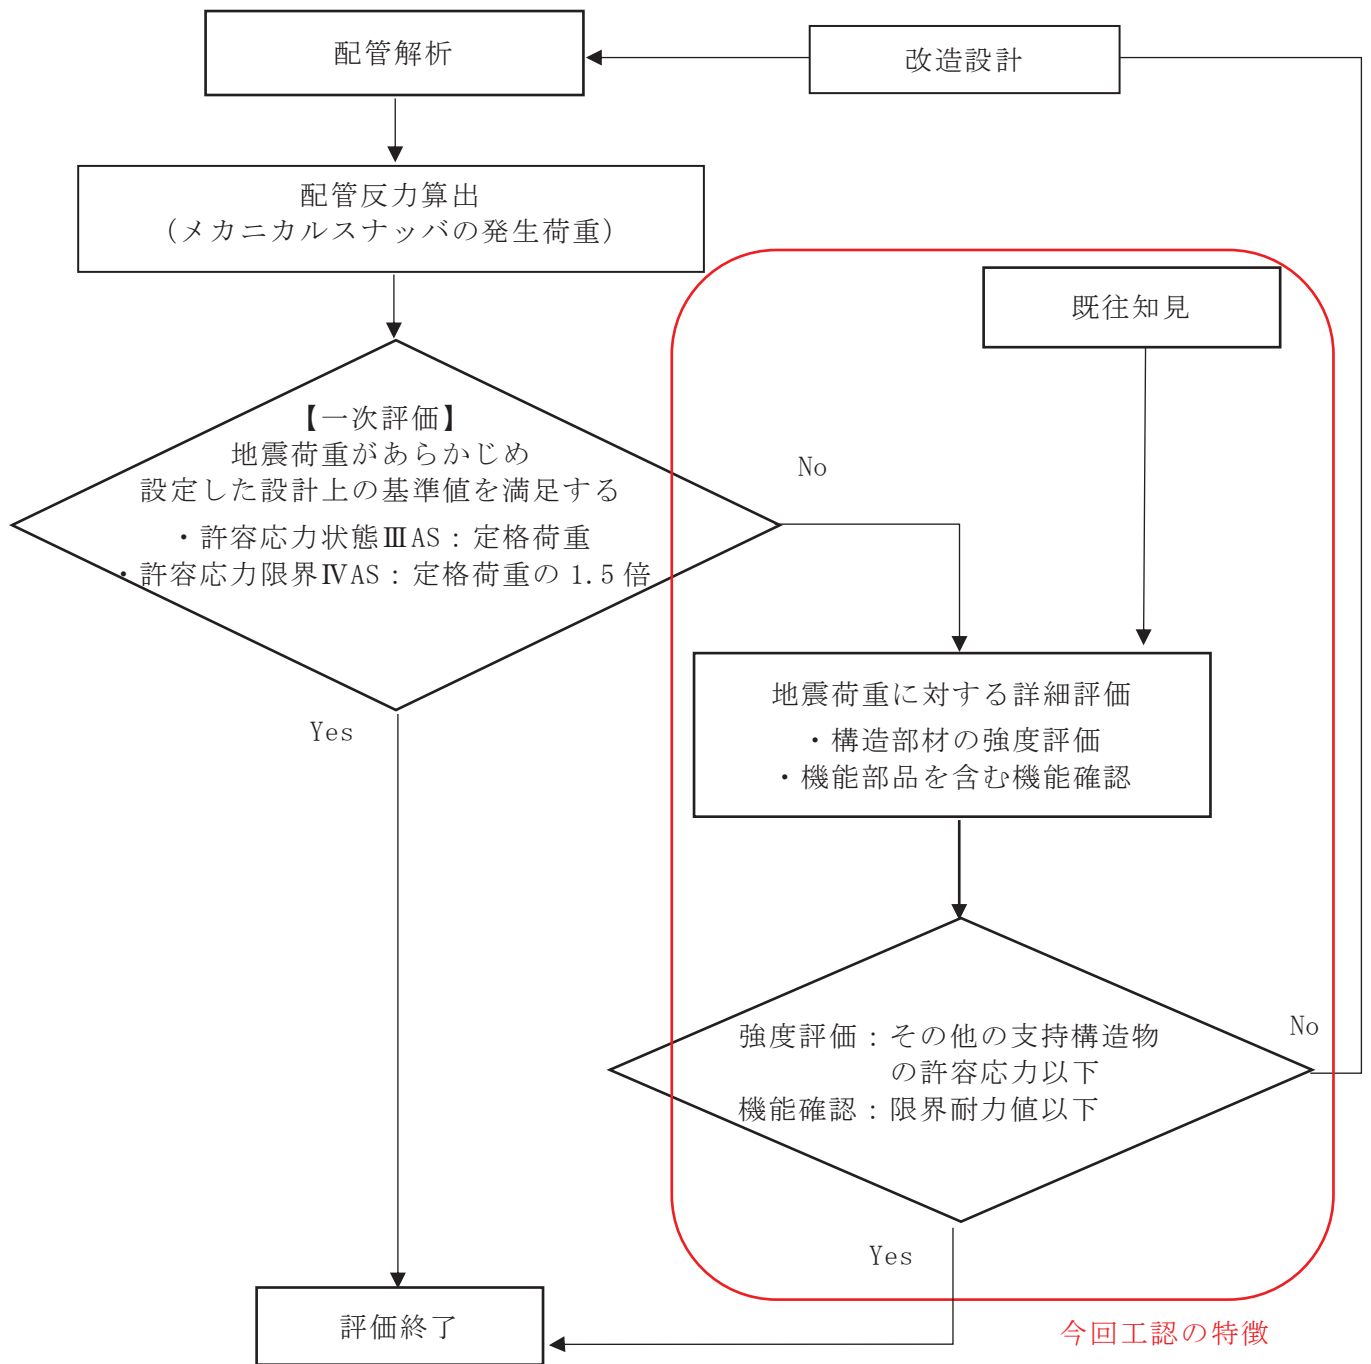 配管解析
改造設計
配管反力算出
(メカニカルスナッバの発生荷重)
既往知見
【一次評価】
地震荷重があらかじめ
設定した設計上の基準値を満足する
・許容応力状態ⅢAS:定格荷重
・許容応力限界ⅣAS:定格荷重の 1.5 倍
No
Yes
地震荷重に対する詳細評価
・構造部材の強度評価
・機能部品を含む機能確認
強度評価:その他の支持構造物
の許容応力以下
機能確認:限界耐力値以下
No
Yes
評価終了
今回工認の特徴